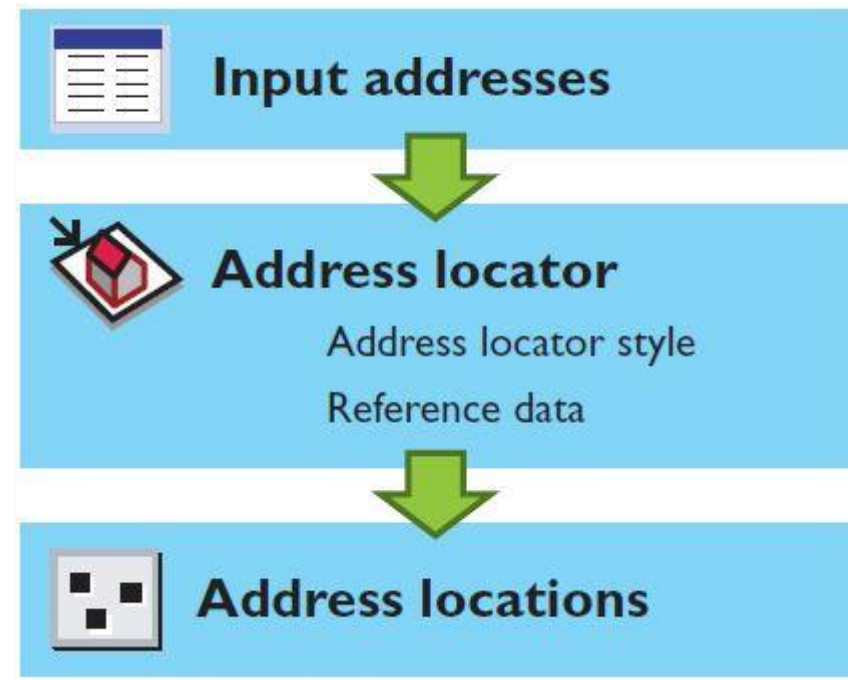 Input addresses
Address locator
Address locator style
Reference data
Address locations